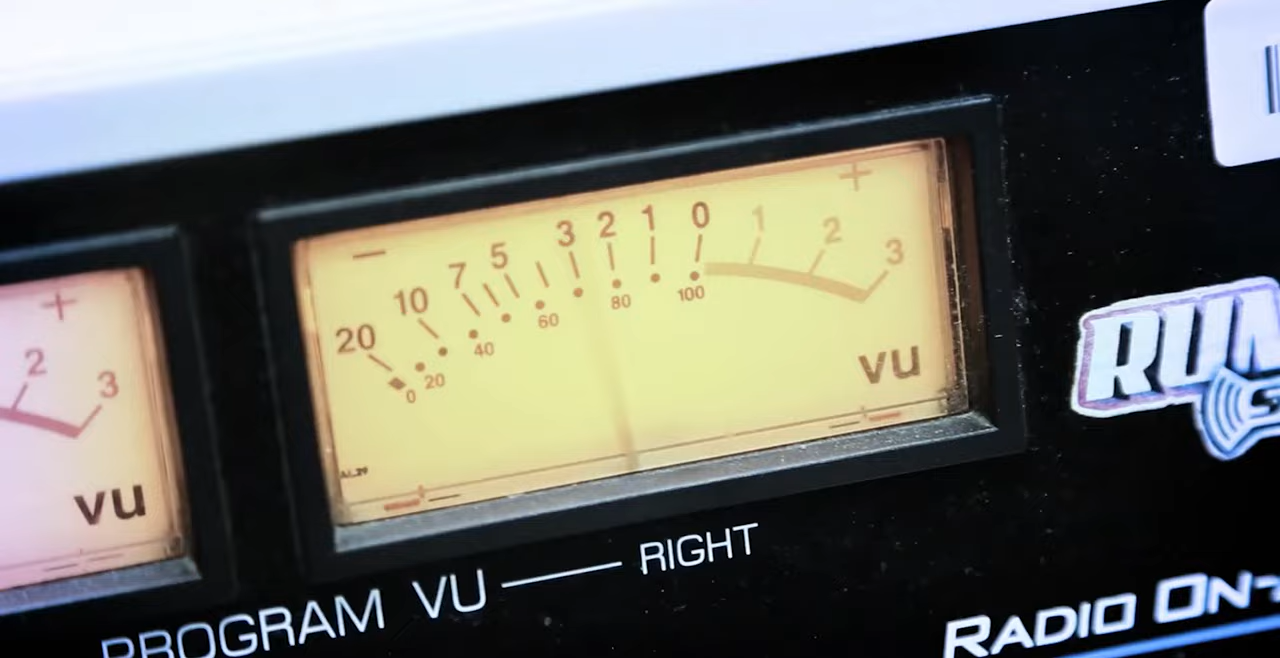 − 20 10 7 5 3 2 1 0 1 2 3 +
0 20 40 60 80 100
VU
+
2 3
VU
PROGRAM VU — RIGHT
RUN
RADIO ON-